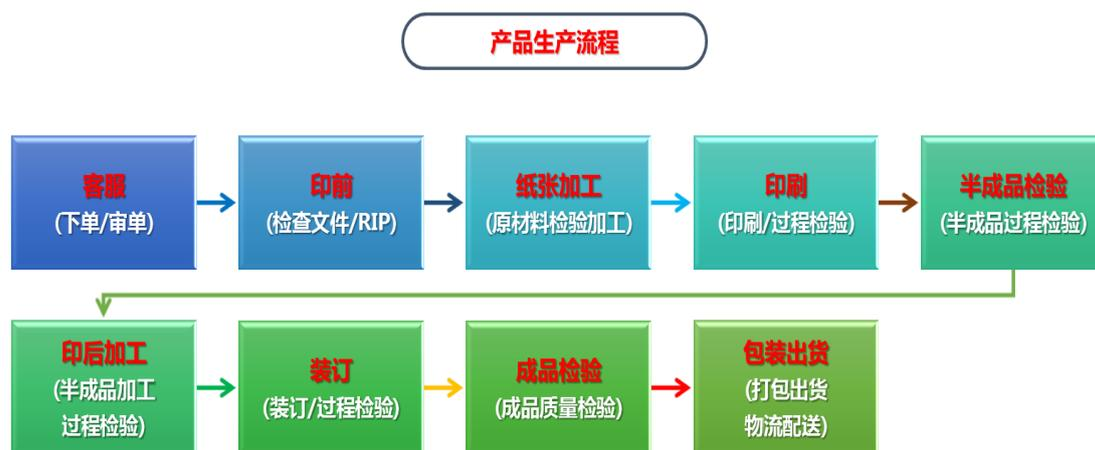 产品生产流程
客服
(下单/审单)
印前
(检查文件/RIP)
纸张加工
(原材料检验加工)
印刷
(印刷/过程检验)
半成品检验
(半成品过程检验)
印后加工
(半成品加工
过程检验)
装订
(装订/过程检验)
成品检验
(成品质量检验)
包装出货
(打包出货
物流配送)